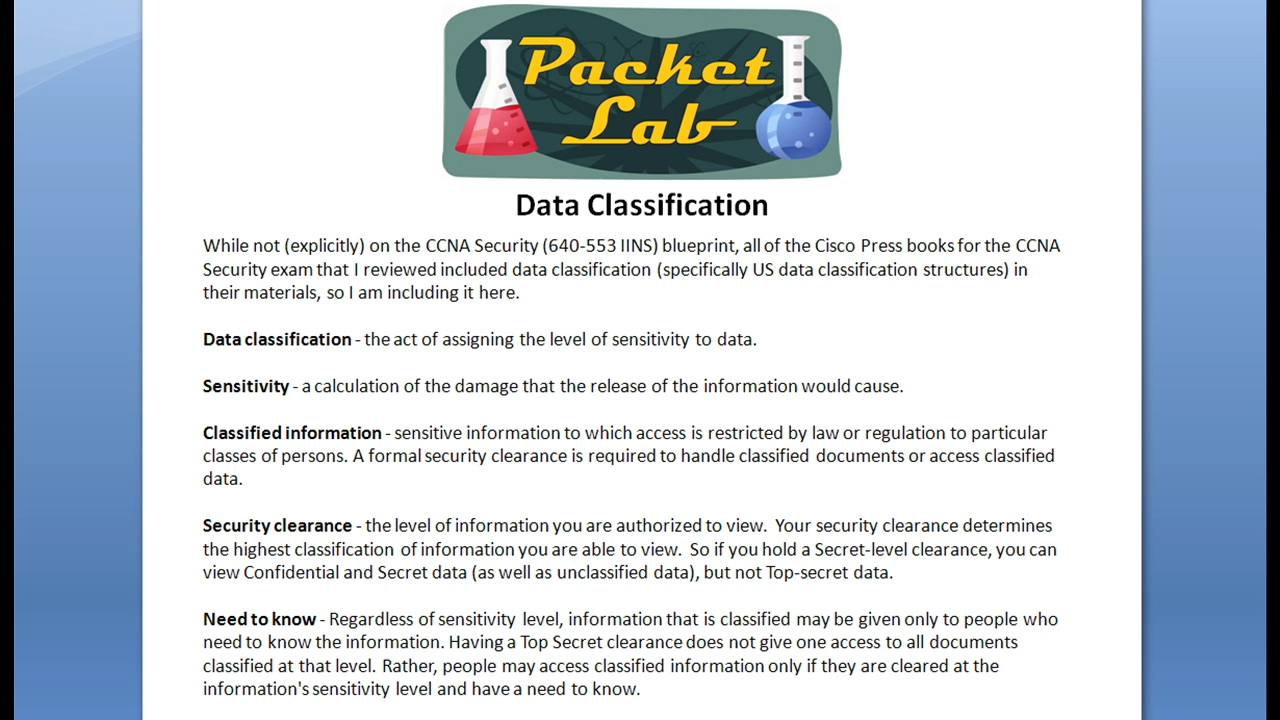 Packet
Lab
Data Classification
While not (explicitly) on the CCNA Security (640-553 IINS) blueprint, all of the Cisco Press books for the CCNA
Security exam that I reviewed included data classification (specifically US data classification structures) in
their materials, so I am including it here.
Data classification - the act of assigning the level of sensitivity to data.
Sensitivity - a calculation of the damage that the release of the information would cause.
Classified information - sensitive information to which access is restricted by law or regulation to particular
classes of persons. A formal security clearance is required to handle classified documents or access classified
data.
Security clearance - the level of information you are authorized to view. Your security clearance determines
the highest classification of information you are able to view. So if you hold a Secret-level clearance, you can
view Confidential and Secret data (as well as unclassified data), but not Top-secret data.
Need to know - Regardless of sensitivity level, information that is classified may be given only to people who
need to know the information. Having a Top Secret clearance does not give one access to all documents
classified at that level. Rather, people may access classified information only if they are cleared at the
information's sensitivity level and have a need to know.